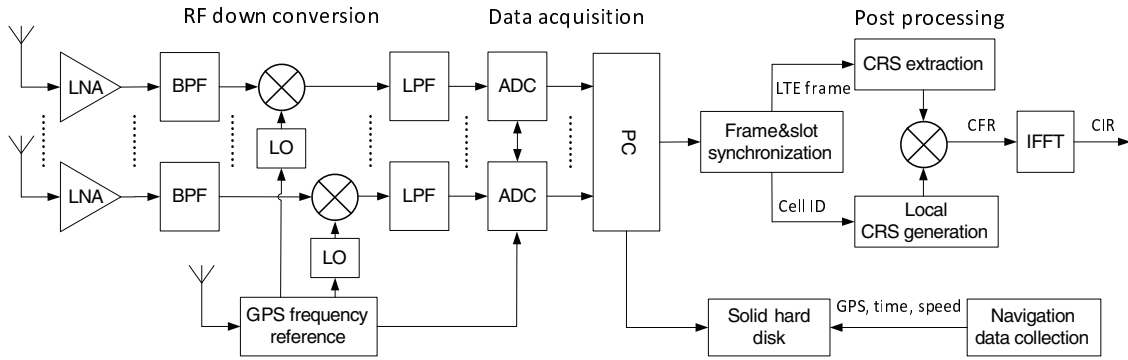 RF down conversion
Data acquisition
Post processing
LNA
BPF
LPF
ADC
LO
PC
LTE frame
CRS extraction
Frame&slot
synchronization
CFR
IFFT
CIR
LNA
BPF
LPF
ADC
LO
Cell ID
Local
CRS generation
GPS frequency
reference
Solid hard
disk
GPS, time, speed
Navigation
data collection